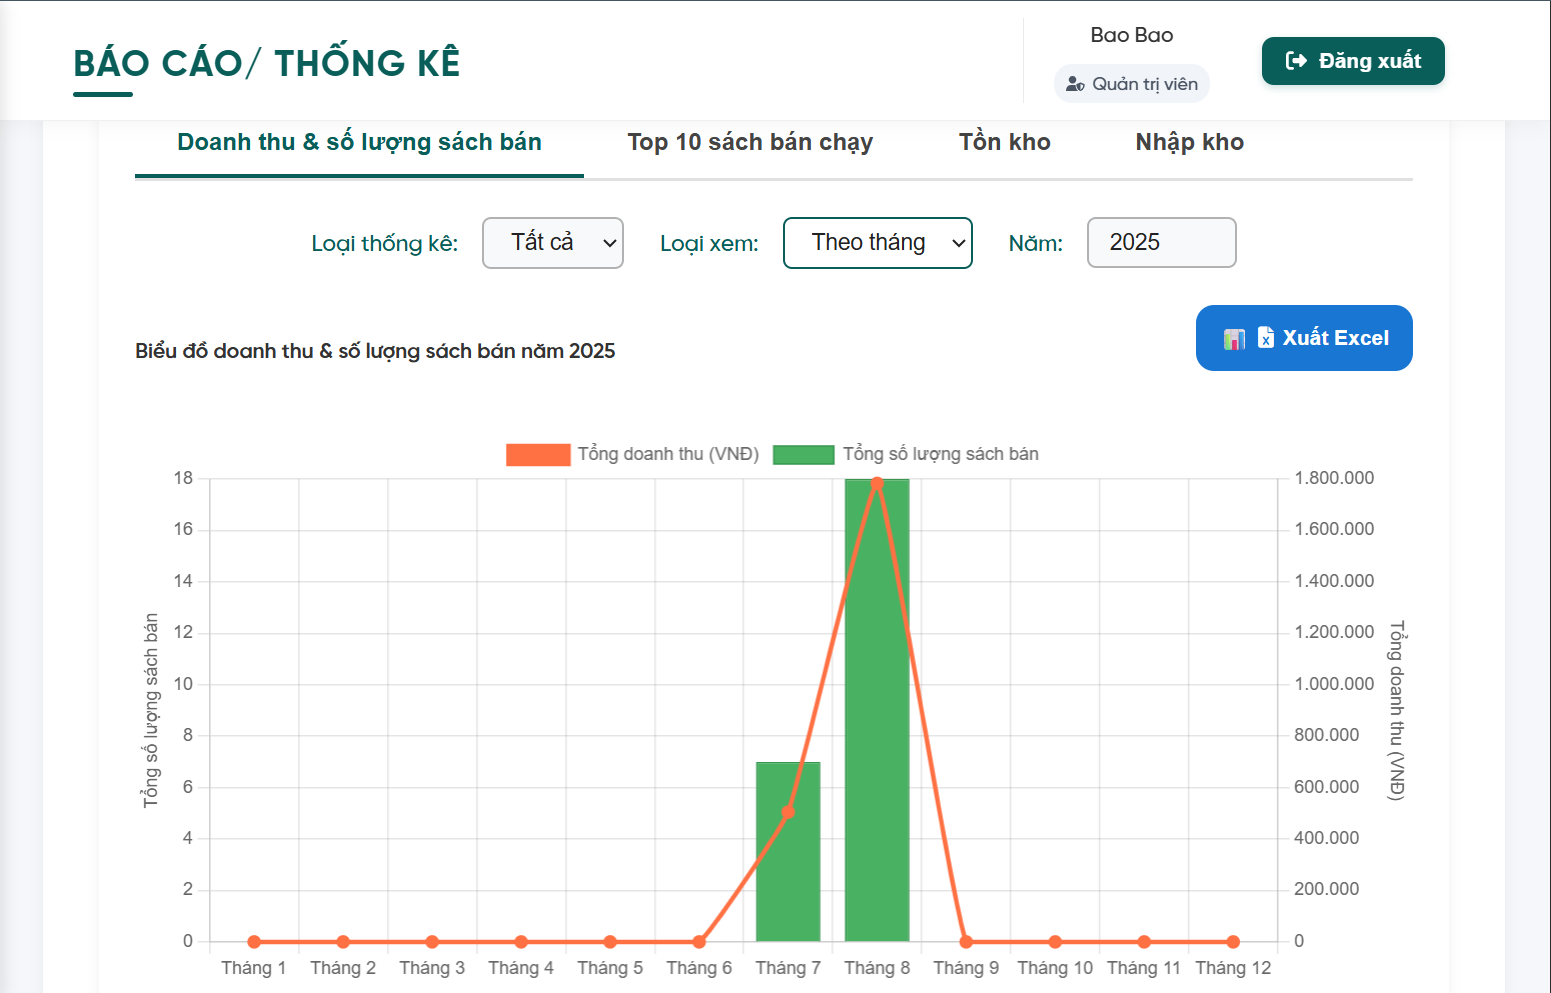 BÁO CÁO/ THỐNG KÊ
Bao Bao
Quản trị viên
Đăng xuất
Doanh thu & số lượng sách bán
Top 10 sách bán chạy
Tồn kho
Nhập kho
Loại thống kê:
Tất cả
Loại xem:
Theo tháng
Năm:
2025
Biểu đồ doanh thu & số lượng sách bán năm 2025
Xuất Excel
Tổng doanh thu (VNĐ)
Tổng số lượng sách bán
18
16
14
12
10
8
6
4
2
0
Tổng số lượng sách bán
1.800.000
1.600.000
1.400.000
1.200.000
1.000.000
800.000
600.000
400.000
200.000
0
Tổng doanh thu (VNĐ)
Tháng 1
Tháng 2
Tháng 3
Tháng 4
Tháng 5
Tháng 6
Tháng 7
Tháng 8
Tháng 9
Tháng 10
Tháng 11
Tháng 12